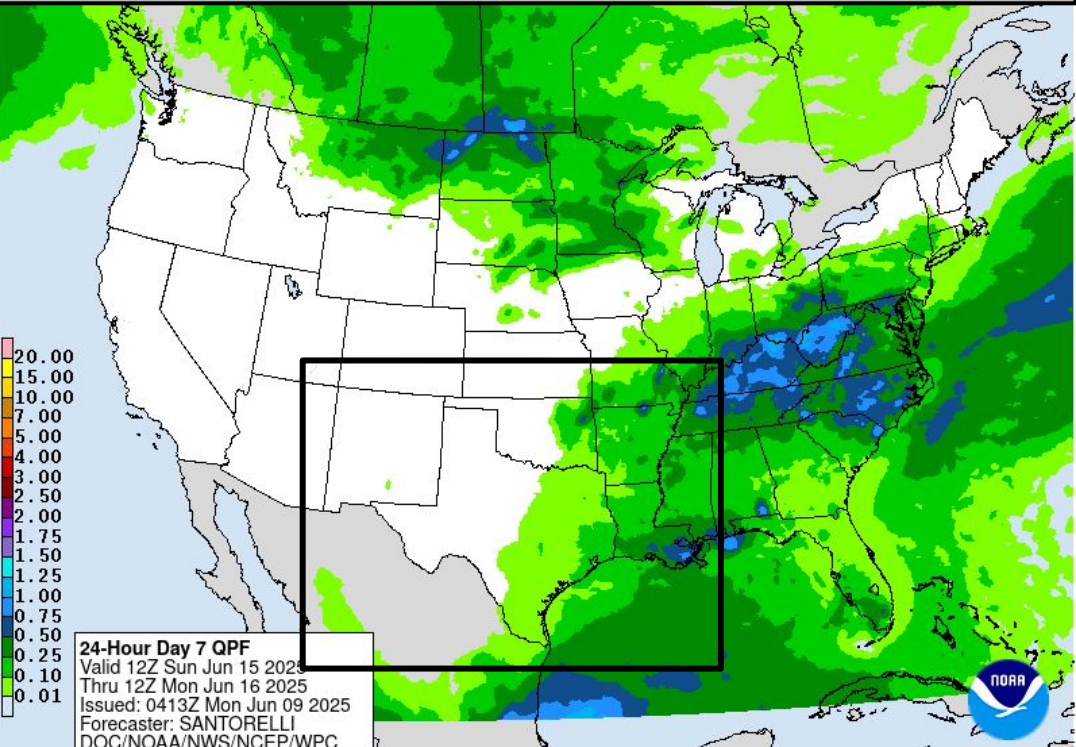 20.00
15.00
10.00
7.00
5.00
4.00
3.00
2.50
2.00
1.75
1.50
1.25
1.00
0.75
0.50
0.25
0.10
0.01
24-Hour Day 7 QPF
Valid 12Z Sun Jun 15 2025
Thru 12Z Mon Jun 16 2025
Issued: 0413Z Mon Jun 09 2025
Forecaster: SANTORELLI
DOC/NOAA/NWS/NCEP/WPC
NOAA